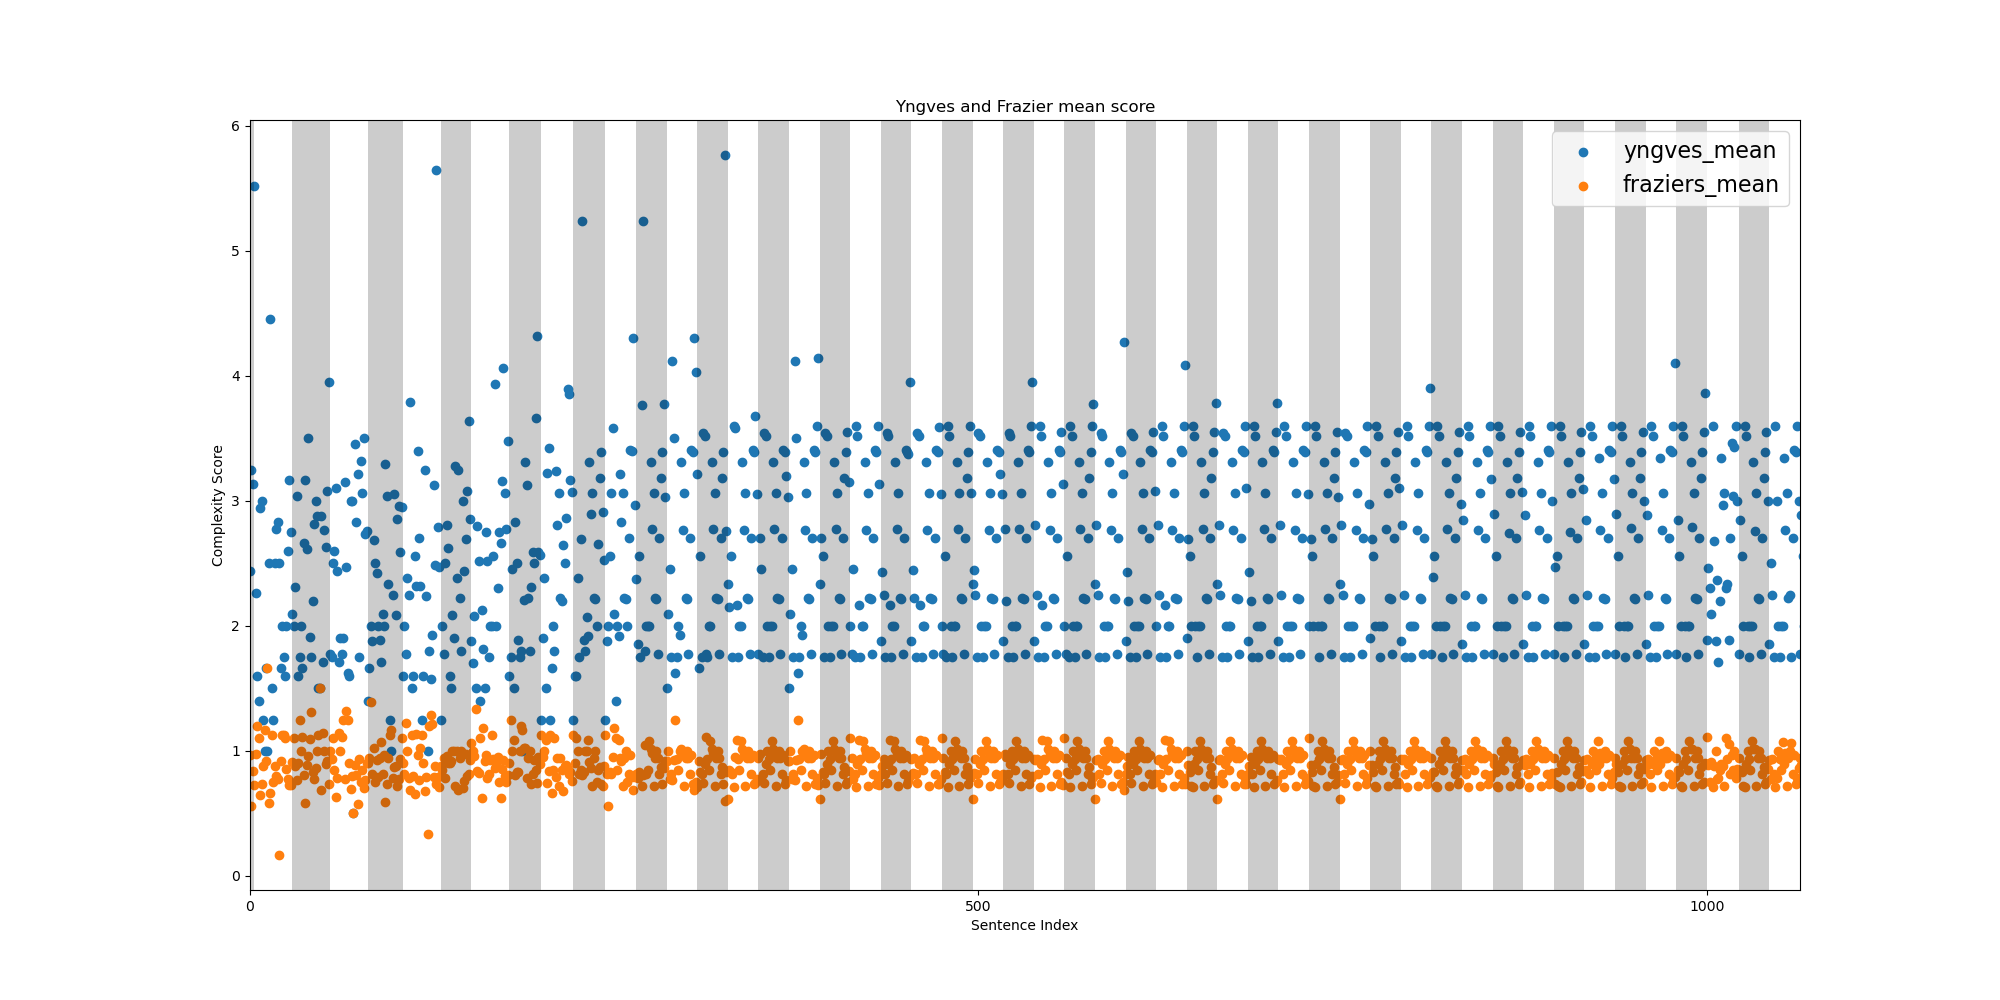 Yngves and Frazier mean score
yngves_mean
fraziers_mean
Complexity Score
6
5
4
3
2
1
0
0
500
1000
Sentence Index